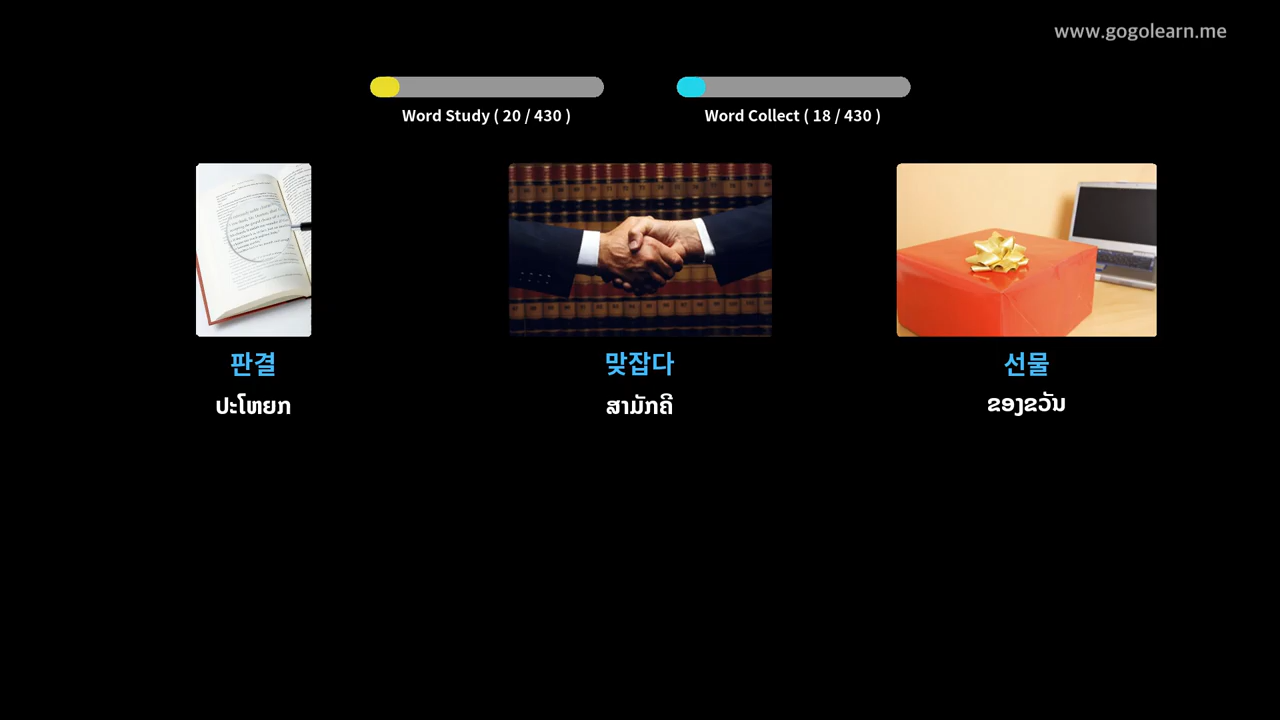 www.gogolearn.me
Word Study ( 20 / 430 )
Word Collect ( 18 / 430 )
판결
맞잡다
선물
ປະໂຫຍກ
ສາມັກຄີ
ຂອງຂວັນ